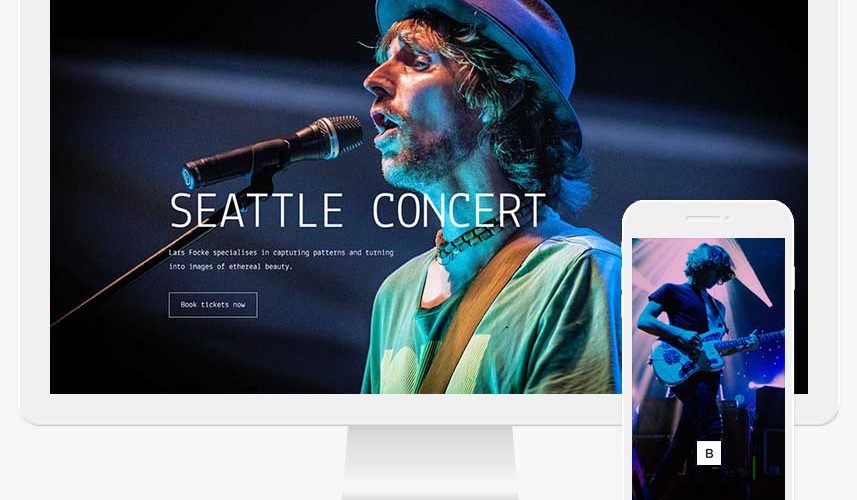 SEATTLE CONCERT
Lars Focke specialises in capturing patterns and turning
into images of ethereal beauty.
Book tickets now
B